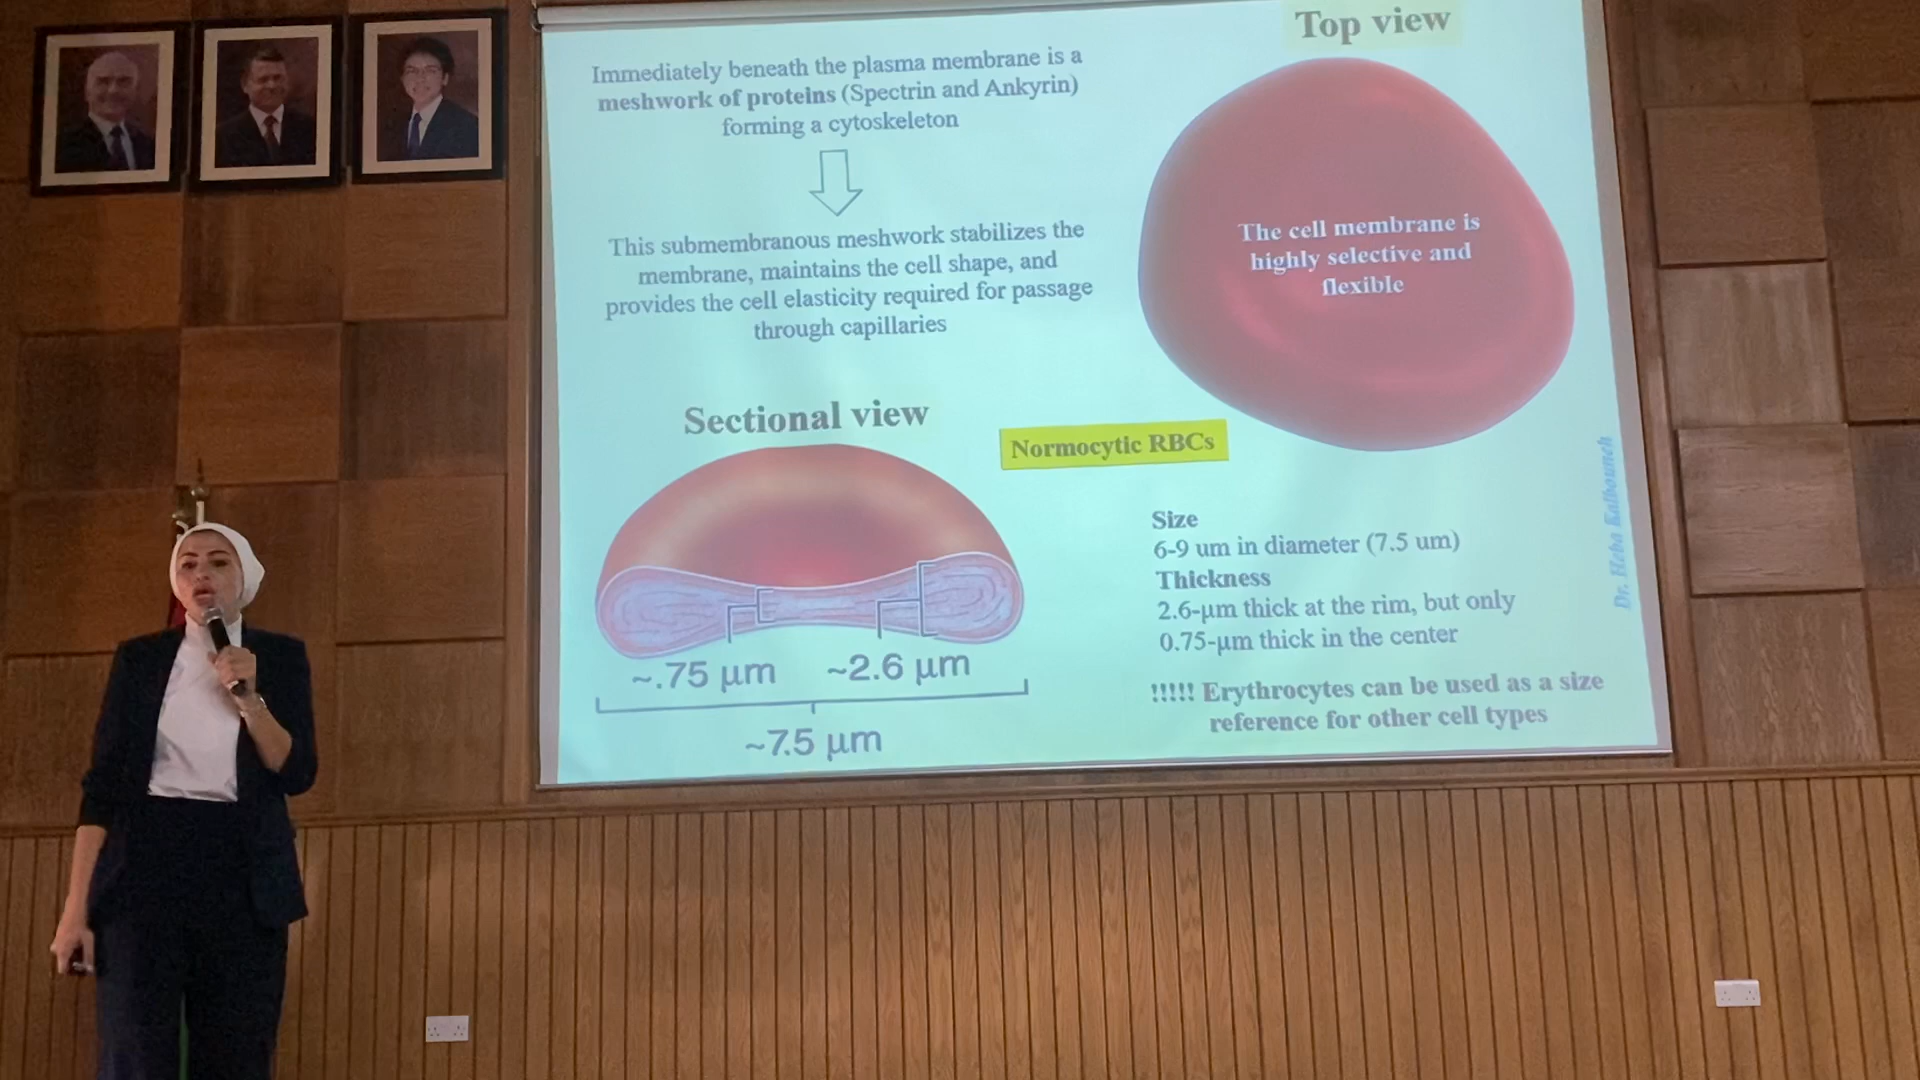 Immediately beneath the plasma membrane is a
meshwork of proteins (Spectrin and Ankyrin)
forming a cytoskeleton
This submembranous meshwork stabilizes the
membrane, maintains the cell shape, and
provides the cell elasticity required for passage
through capillaries
Top view
The cell membrane is
highly selective and
flexible
Sectional view
~.75 µm
~2.6 µm
~7.5 µm
Normocytic RBCs
Size
6-9 um in diameter (7.5 um)
Thickness
2.6-µm thick at the rim, but only
0.75-µm thick in the center
!!!!! Erythrocytes can be used as a size
reference for other cell types
Dr. Heba Kalbouneh